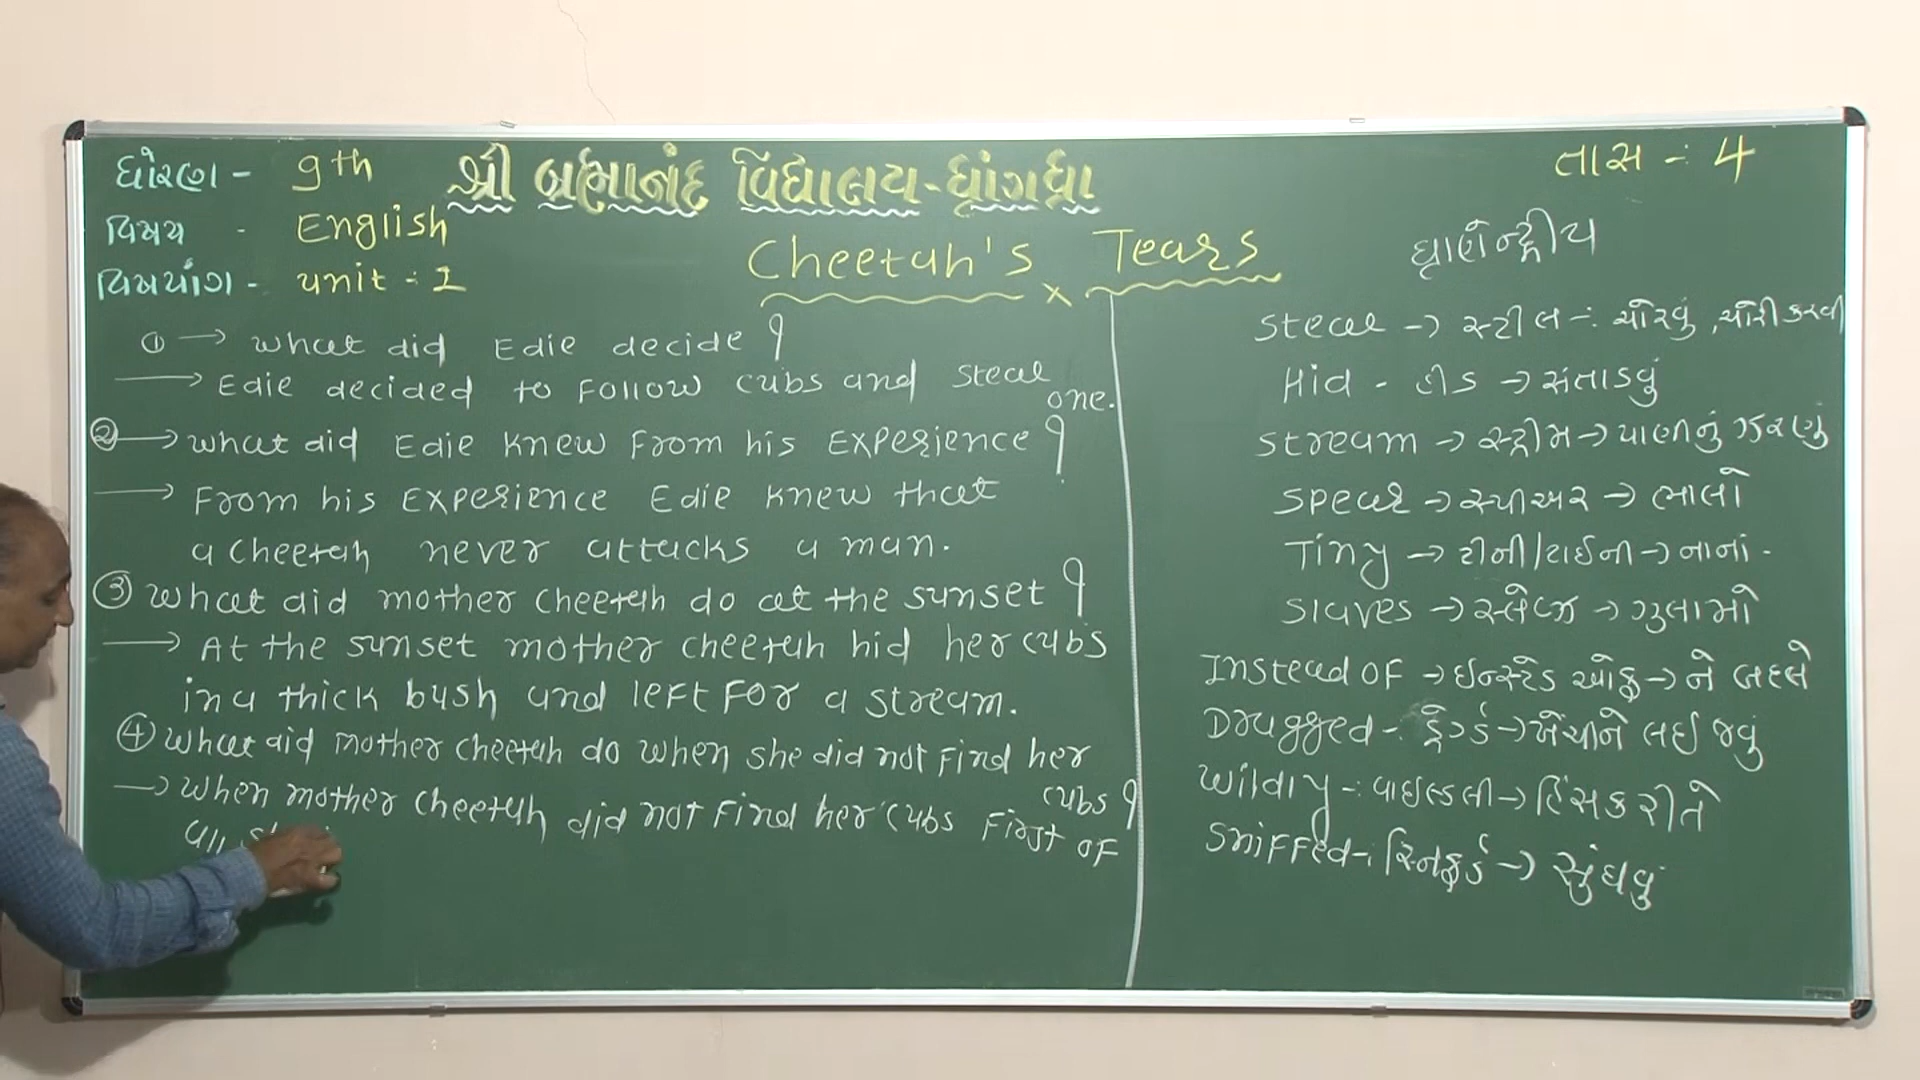 ધોરણ - 9th
શ્રી બ્રહ્માનંદ વિદ્યાલય - ધ્રાંગધ્રા
તાસ - 4
વિષય - English
વિષયાંગ - unit : 1
Cheetah's Tears
① → what did Edie decide ?
→ Edie decided to follow cubs and steal
one.
② → what did Edie knew from his Experience ?
→ From his Experience Edie knew that
a cheetah never attacks a man.
③ what did mother cheetah do at the sunset ?
→ At the sunset mother cheetah hid her cubs
in a thick bush and left for a stream.
④ what did mother cheetah do when she did not find her
cubs ?
→ when mother cheetah did not find her cubs first of
all
ઘ્રાણેન્દ્રીય
steal → સ્ટીલ -: ચોરવું, ચોરી કરવી
Hid - હીડ → સંતાડવું
stream → સ્ટ્રીમ → પાણીનું ઝરણું
spear → સ્પીઅર → ભાલો
Tiny → ટીની/ટાઈની → નાનાં -
slaves → સ્લેવ્ઝ → ગુલામો
Instead of → ઇન્સ્ટેડ ઓફ → ને બદલે
Dragged -: ડ્રેગ્ડ → ખેંચીને લઈ જવું
wildly -: વાઇલ્ડલી → હિંસક રીતે
sniffed -: સ્નિફ્ડ → સુંઘવું